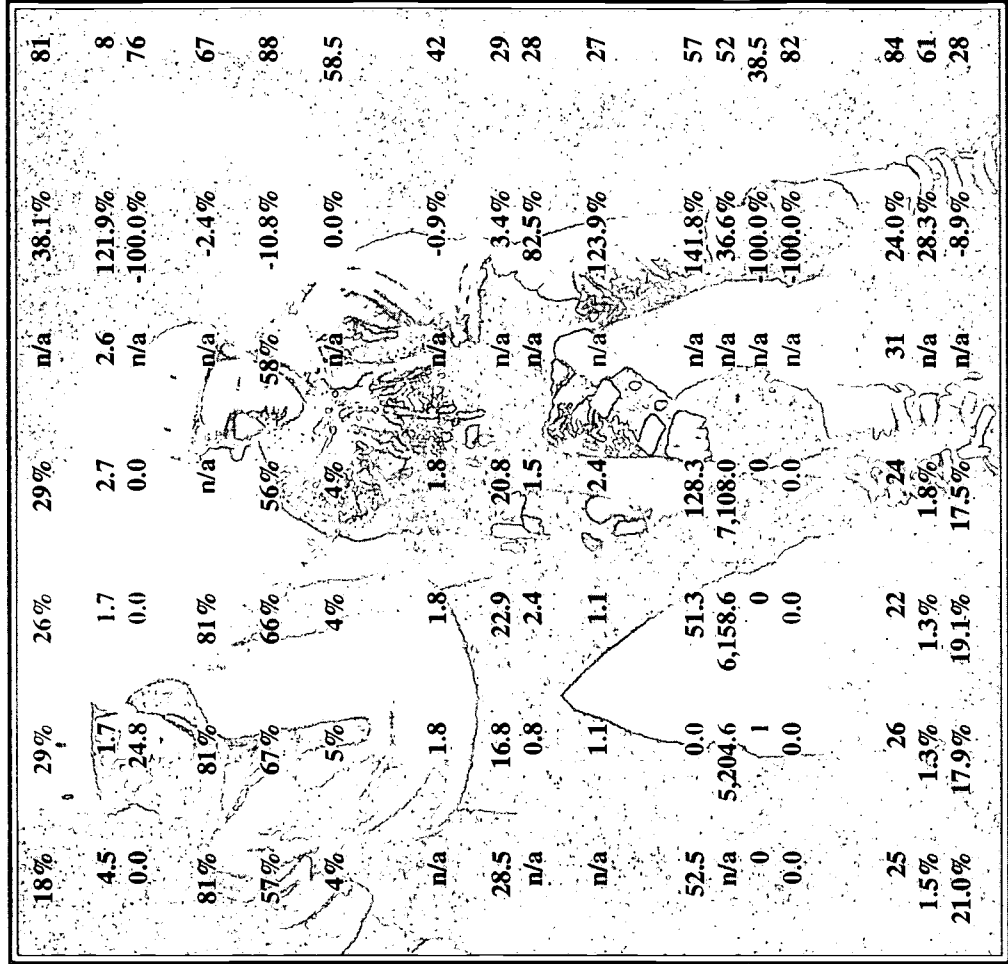 18% 29% 26% 29% n/a 38.1% 81
4.5 1.7 1.7 2.7 2.6 121.9% 8
0.0 24.8 0.0 0.0 n/a -100.0% 76
81% 81% 81% n/a n/a -2.4% 67
57% 67% 66% 56% 58% -10.8% 88
4% 5% 4% 4% n/a 0.0% 58.5
n/a 1.8 1.8 1.8 n/a -0.9% 42
28.5 16.8 22.9 20.8 n/a 3.4% 29
n/a 0.8 2.4 1.5 n/a 82.5% 28
n/a 1.1 1.1 2.4 n/a 123.9% 27
52.5 0.0 51.3 128.3 n/a 141.8% 57
n/a 5,204.6 6,158.6 7,108.0 n/a 36.6% 52
0 1 0 0 n/a -100.0% 38.5
0.0 0.0 0.0 0.0 n/a -100.0% 82
25 26 22 24 31 24.0% 84
1.5% 1.3% 1.3% 1.8% n/a 28.3% 61
21.0% 17.9% 19.1% 17.5% n/a -8.9% 28